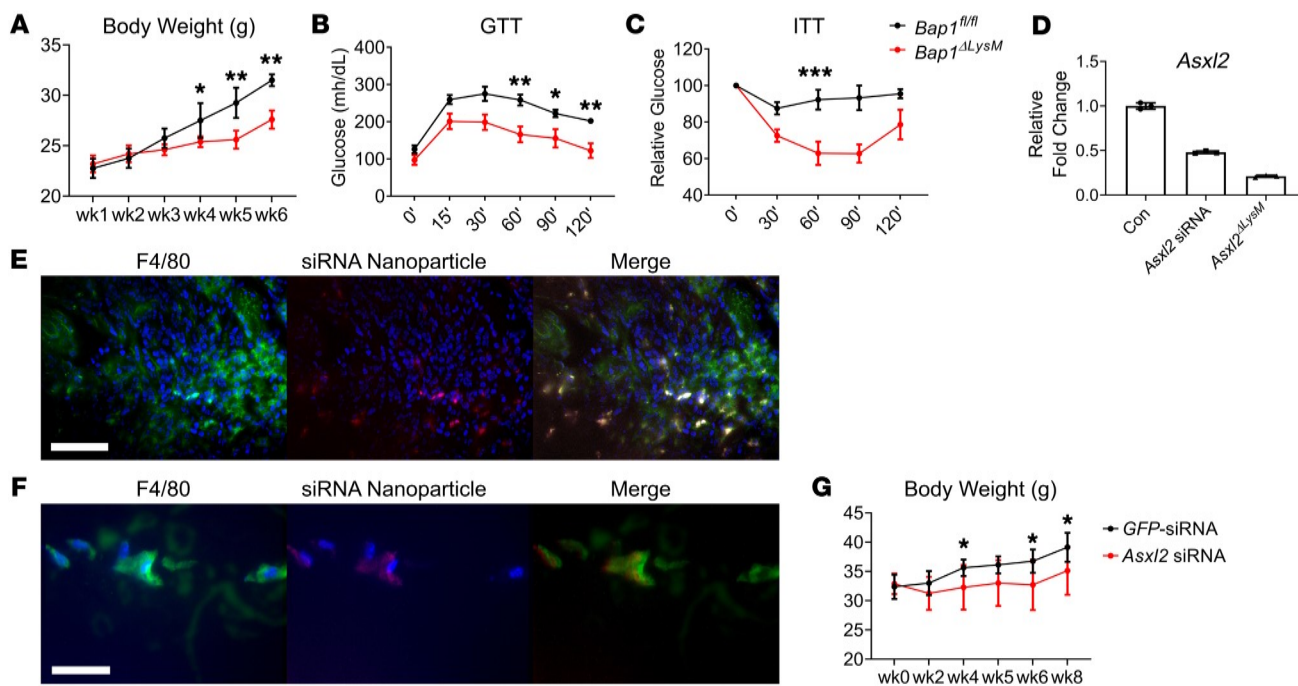 A
Body Weight (g)
35
30
25
20
wk1 wk2 wk3 wk4 wk5 wk6
* ** **
B
GTT
Glucose (mh/dL)
400
300
200
100
0
0' 15' 30' 60' 90' 120'
** * **
C
ITT
Relative Glucose
120
100
80
60
40
0' 30' 60' 90' 120'
***
Bap1fl/fl
Bap1ΔLysM
D
Asxl2
Relative
Fold Change
1.5
1.0
0.5
0.0
Con
Asxl2 siRNA
Asxl2ΔLysM
E
F4/80 siRNA Nanoparticle Merge
F
F4/80 siRNA Nanoparticle Merge
G
Body Weight (g)
45
40
35
30
25
20
wk0 wk2 wk4 wk5 wk6 wk8
* * *
GFP-siRNA
Asxl2 siRNA